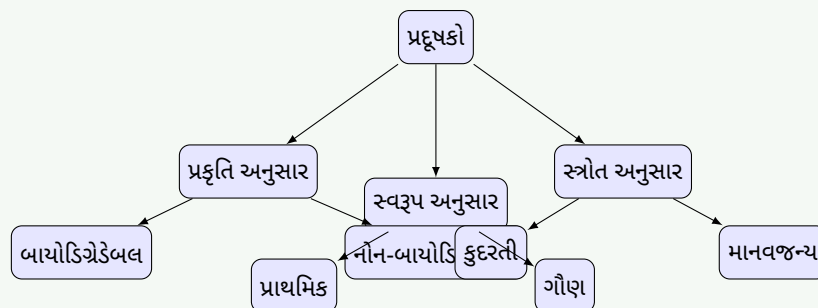 પ્રદૂષકો
પ્રકૃતિ અનુસાર
સ્વરૂપ અનુસાર
સ્ત્રોત અનુસાર
બાયોડિગ્રેડેબલ
નોન-બાયોડિ
કુદરતી
માનવજન્ય
પ્રાથમિક
ગૌણ